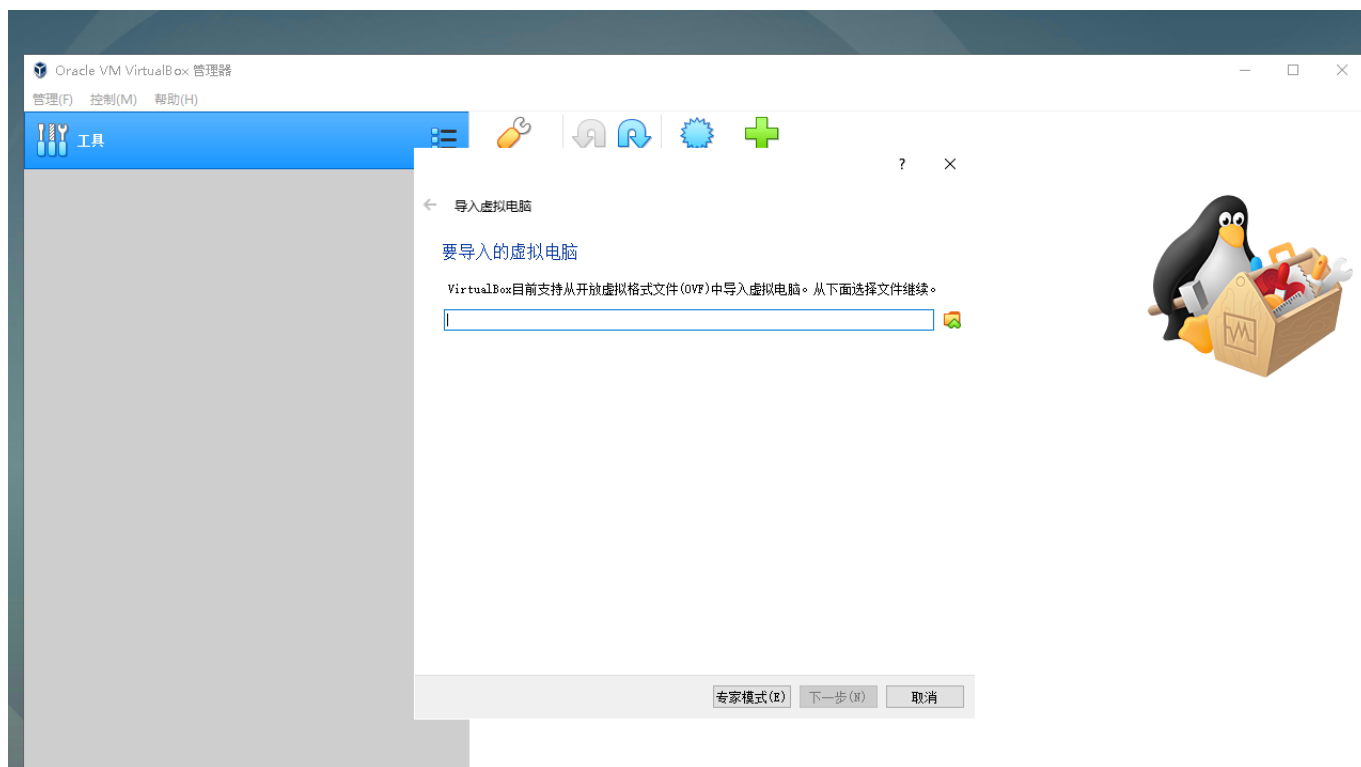 Oracle VM VirtualBox 管理器
管理(F) 控制(M) 帮助(H)
工具
?
导入虚拟电脑
要导入的虚拟电脑
VirtualBox目前支持从开放虚拟格式文件(OVF)中导入虚拟电脑。从下面选择文件继续。
专家模式(E) 下一步(N) 取消